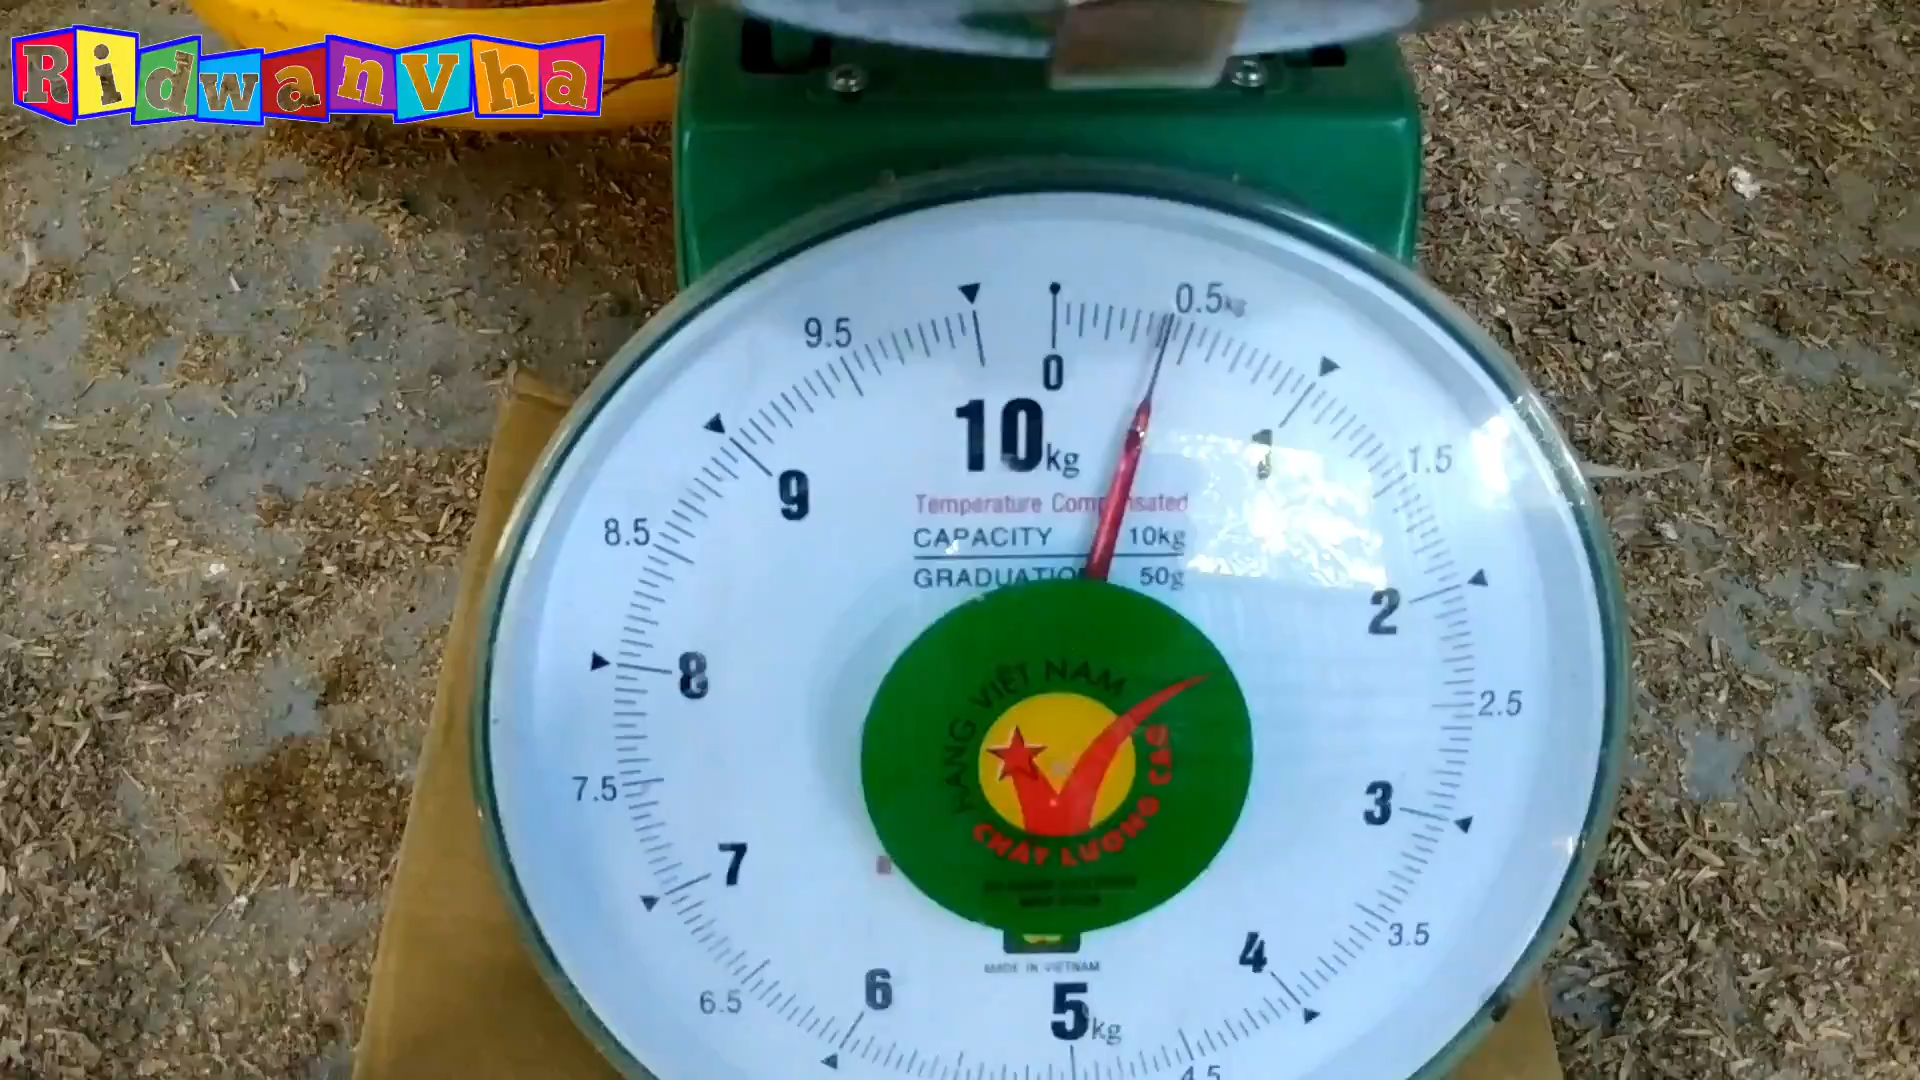 RidwanVha
0
0.5kg
1
1.5
2
2.5
3
3.5
4
4.5
5kg
6
6.5
7
7.5
8
8.5
9
9.5
10kg
Temperature Compensated
CAPACITY 10kg
GRADUATION 50g
HÀNG VIỆT NAM
CHẤT LƯỢNG CAO
MADE IN VIETNAM